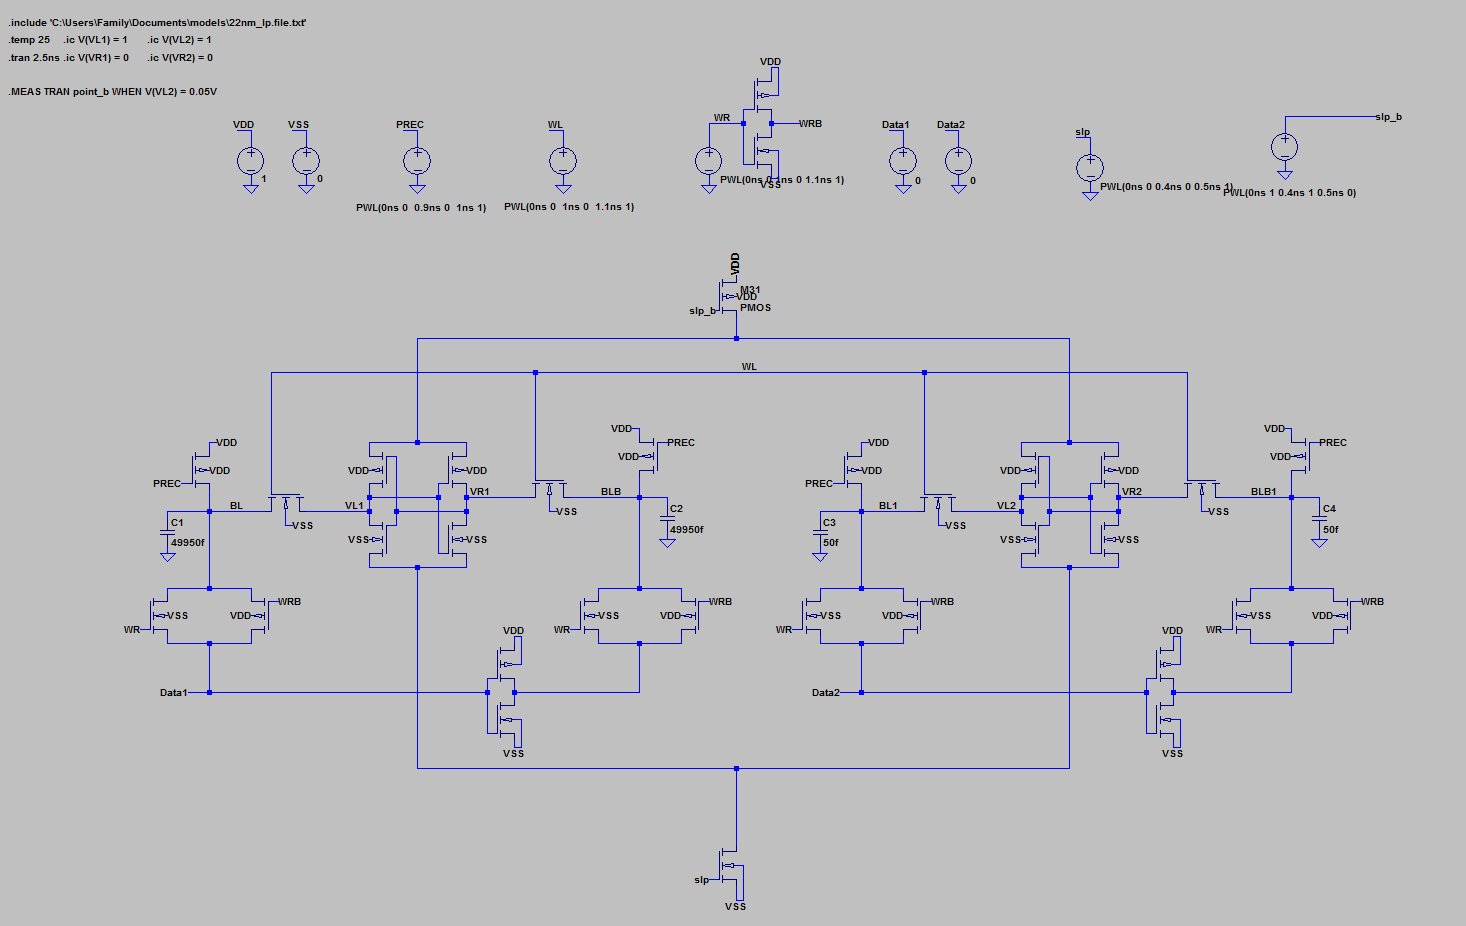 .include 'C:\Users\Family\Documents\models\22nm_lp.file.txt'
.temp 25 .ic V(VL1) = 1 .ic V(VL2) = 1
.tran 2.5ns .ic V(VR1) = 0 .ic V(VR2) = 0
.MEAS TRAN point_b WHEN V(VL2) = 0.05V
VDD
VDD VSS PREC WL WR WRB Data1 Data2 slp slp_b
1 0 0 0
PWL(0ns 0 1ns 0 1.1ns 1)
VSS
PWL(0ns 0 0.4ns 0 0.5ns 1)
PWL(0ns 1 0.4ns 1 0.5ns 0)
PWL(0ns 0 0.9ns 0 1ns 1)
PWL(0ns 0 1ns 0 1.1ns 1)
VDD
M31
VDD
slp_b PMOS
WL
VDD VDD
VDD PREC VDD PREC
VDD VDD
VDD VDD VDD VDD VDD VDD VDD VDD
PREC PREC
VR1 BLB VR2 BLB1
BL VL1 BL1 VL2
C1 VSS VSS C2 C3 VSS VSS C4
49950f 49950f 50f 50f
VSS VSS VSS VSS
WRB WRB WRB WRB
VSS VDD VSS VDD VSS VDD VSS VDD
WR WR WR WR
VDD VDD
Data1 Data2
VSS VSS
slp
VSS